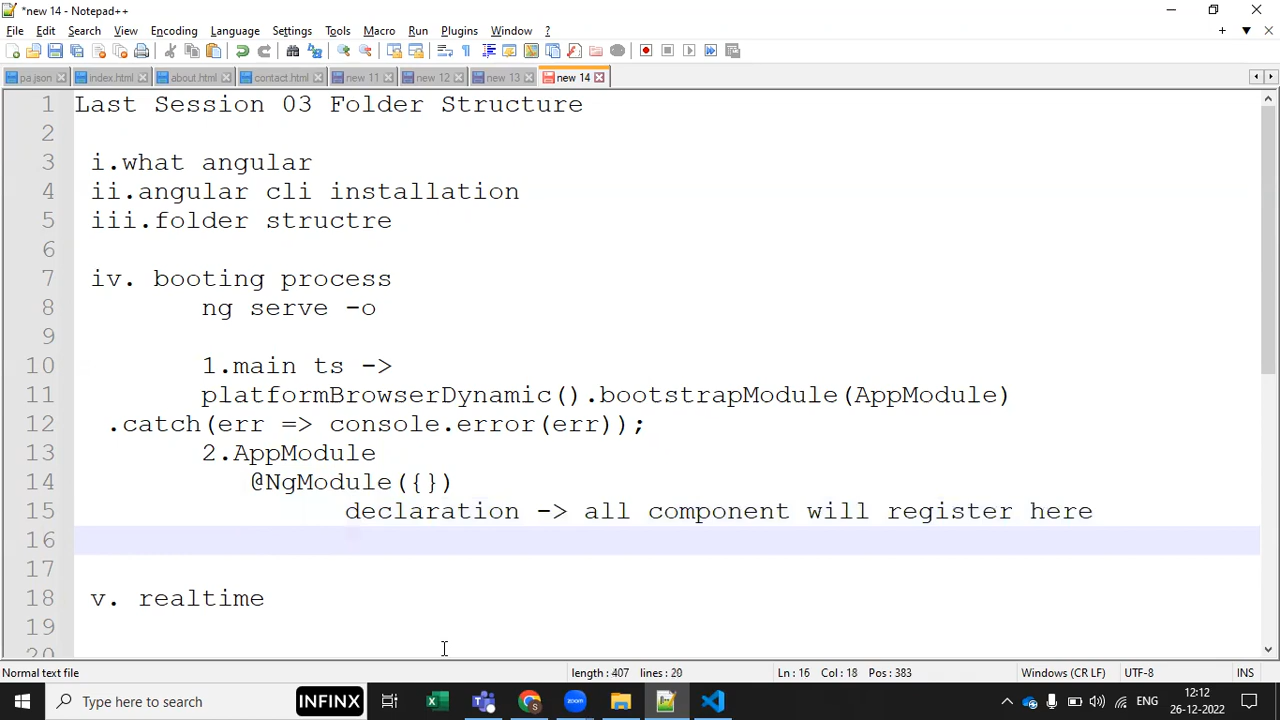 *new 14 - Notepad++
File Edit Search View Encoding Language Settings Tools Macro Run Plugins Window ?
pa.json index.html about.html contact.html new 11 new 12 new 13 new 14
1 Last Session 03 Folder Structure
2
3 i.what angular
4 ii.angular cli installation
5 iii.folder structre
6
7 iv. booting process
8 ng serve -o
9
10 1.main ts ->
11 platformBrowserDynamic().bootstrapModule(AppModule)
12 .catch(err => console.error(err));
13 2.AppModule
14 @NgModule({})
15 declaration -> all component will register here
16
17
18 v. realtime
19
20
Normal text file length : 407 lines : 20 Ln : 16 Col : 18 Pos : 383 Windows (CR LF) UTF-8 INS
Type here to search INFINX ENG 12:12
26-12-2022